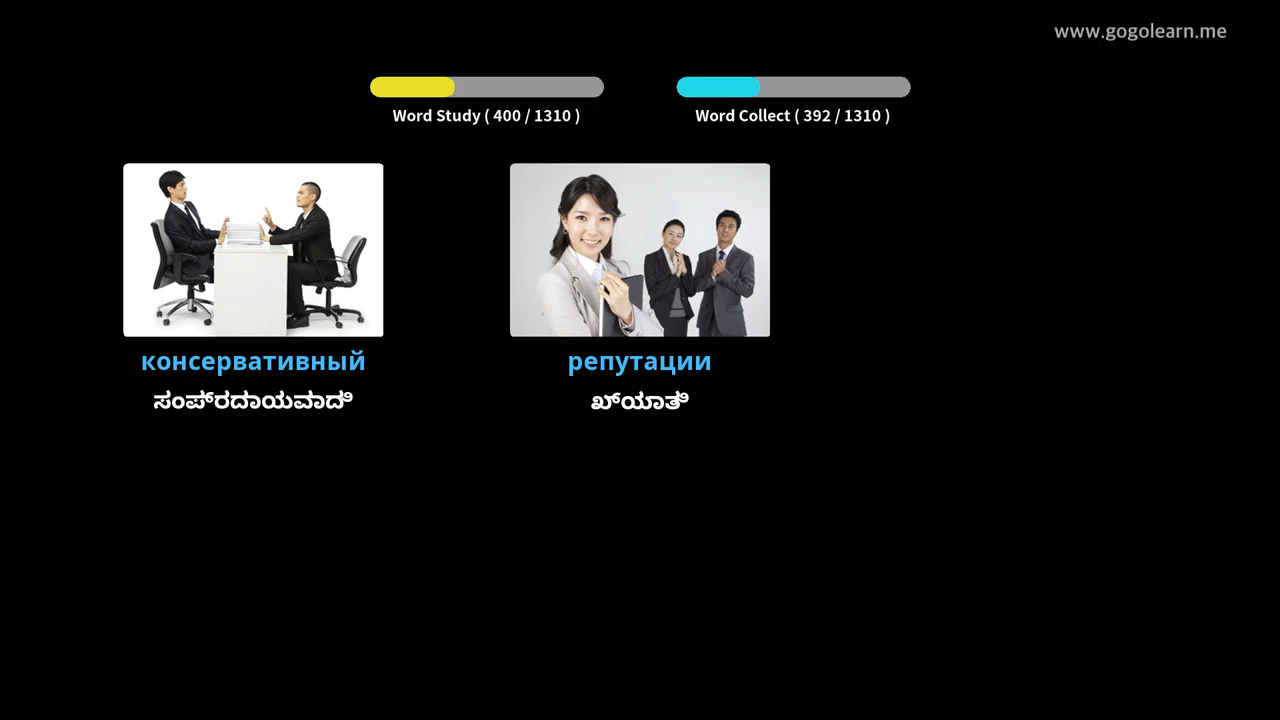 www.gogolearn.me
Word Study ( 400 / 1310 )
Word Collect ( 392 / 1310 )
консервативный
ಸಂಪ್ರದಾಯವಾದಿ
репутации
ಖ್ಯಾತಿ